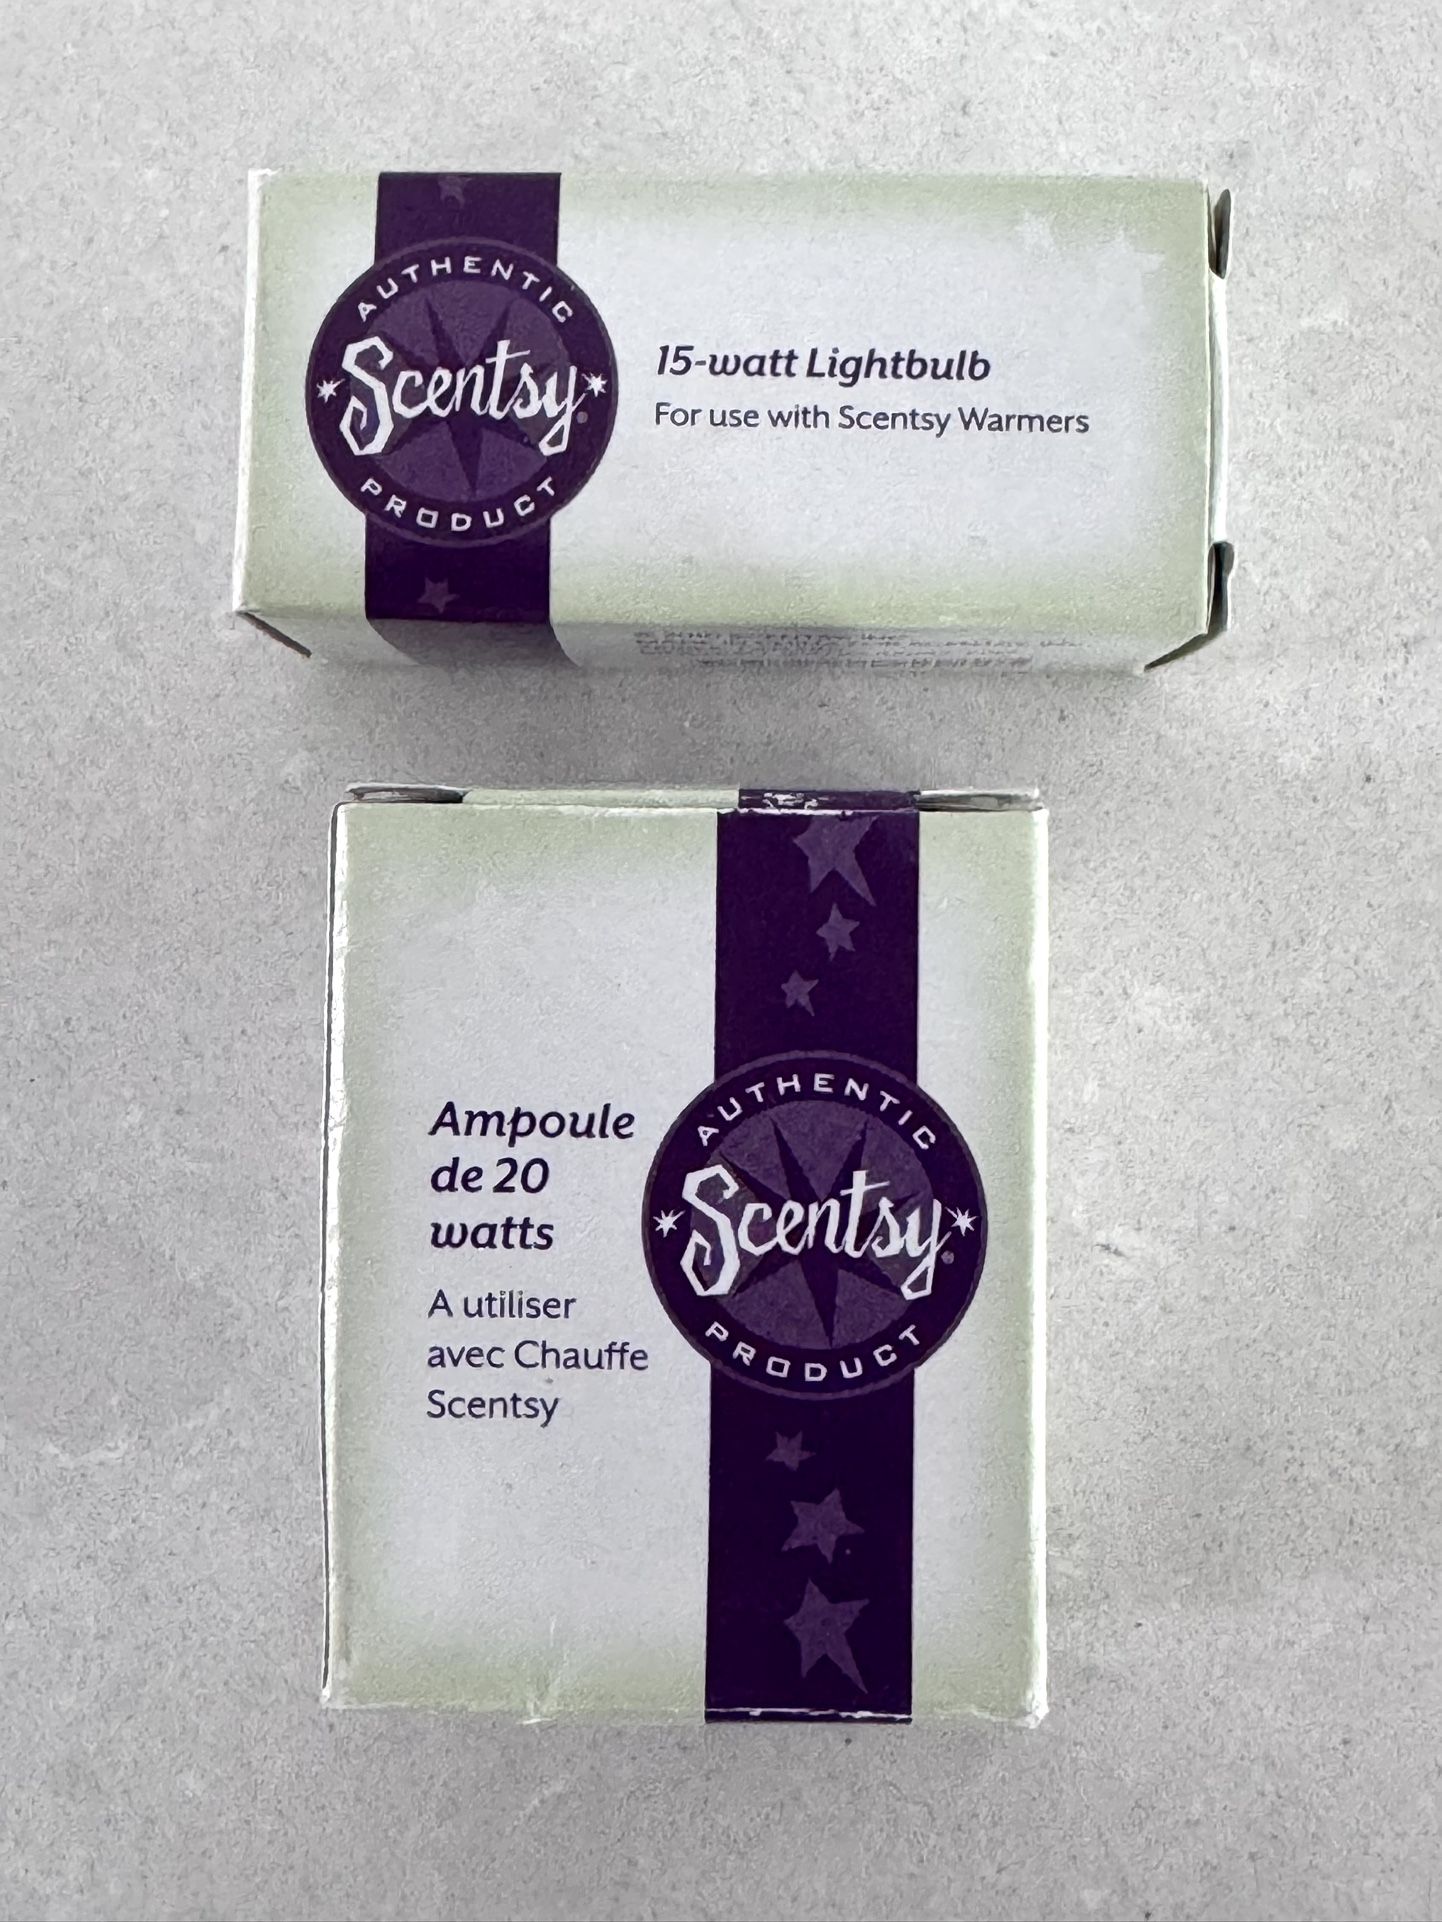 AUTHENTIC
Scentsy®
PRODUCT
15-watt Lightbulb
For use with Scentsy Warmers
Ampoule
de 20
watts
A utiliser
avec Chauffe
Scentsy
AUTHENTIC
Scentsy®
PRODUCT